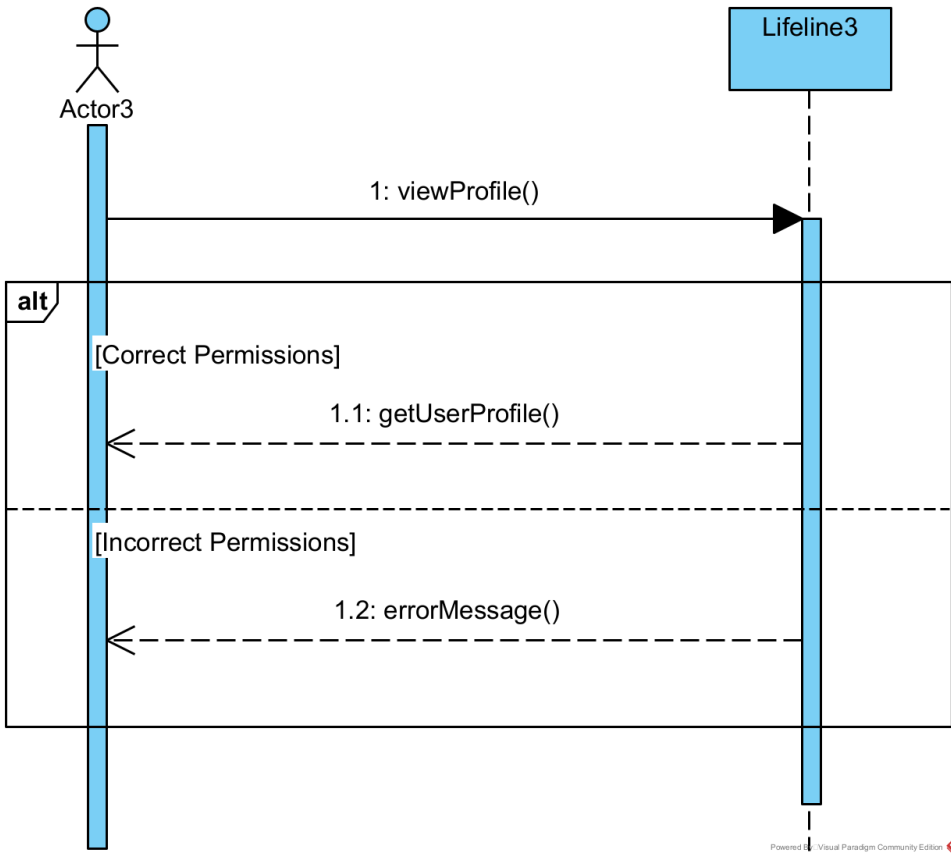 Lifeline3
Actor3
1: viewProfile()
alt
[Correct Permissions]
1.1: getUserProfile()
[Incorrect Permissions]
1.2: errorMessage()
Powered By: Visual Paradigm Community Edition